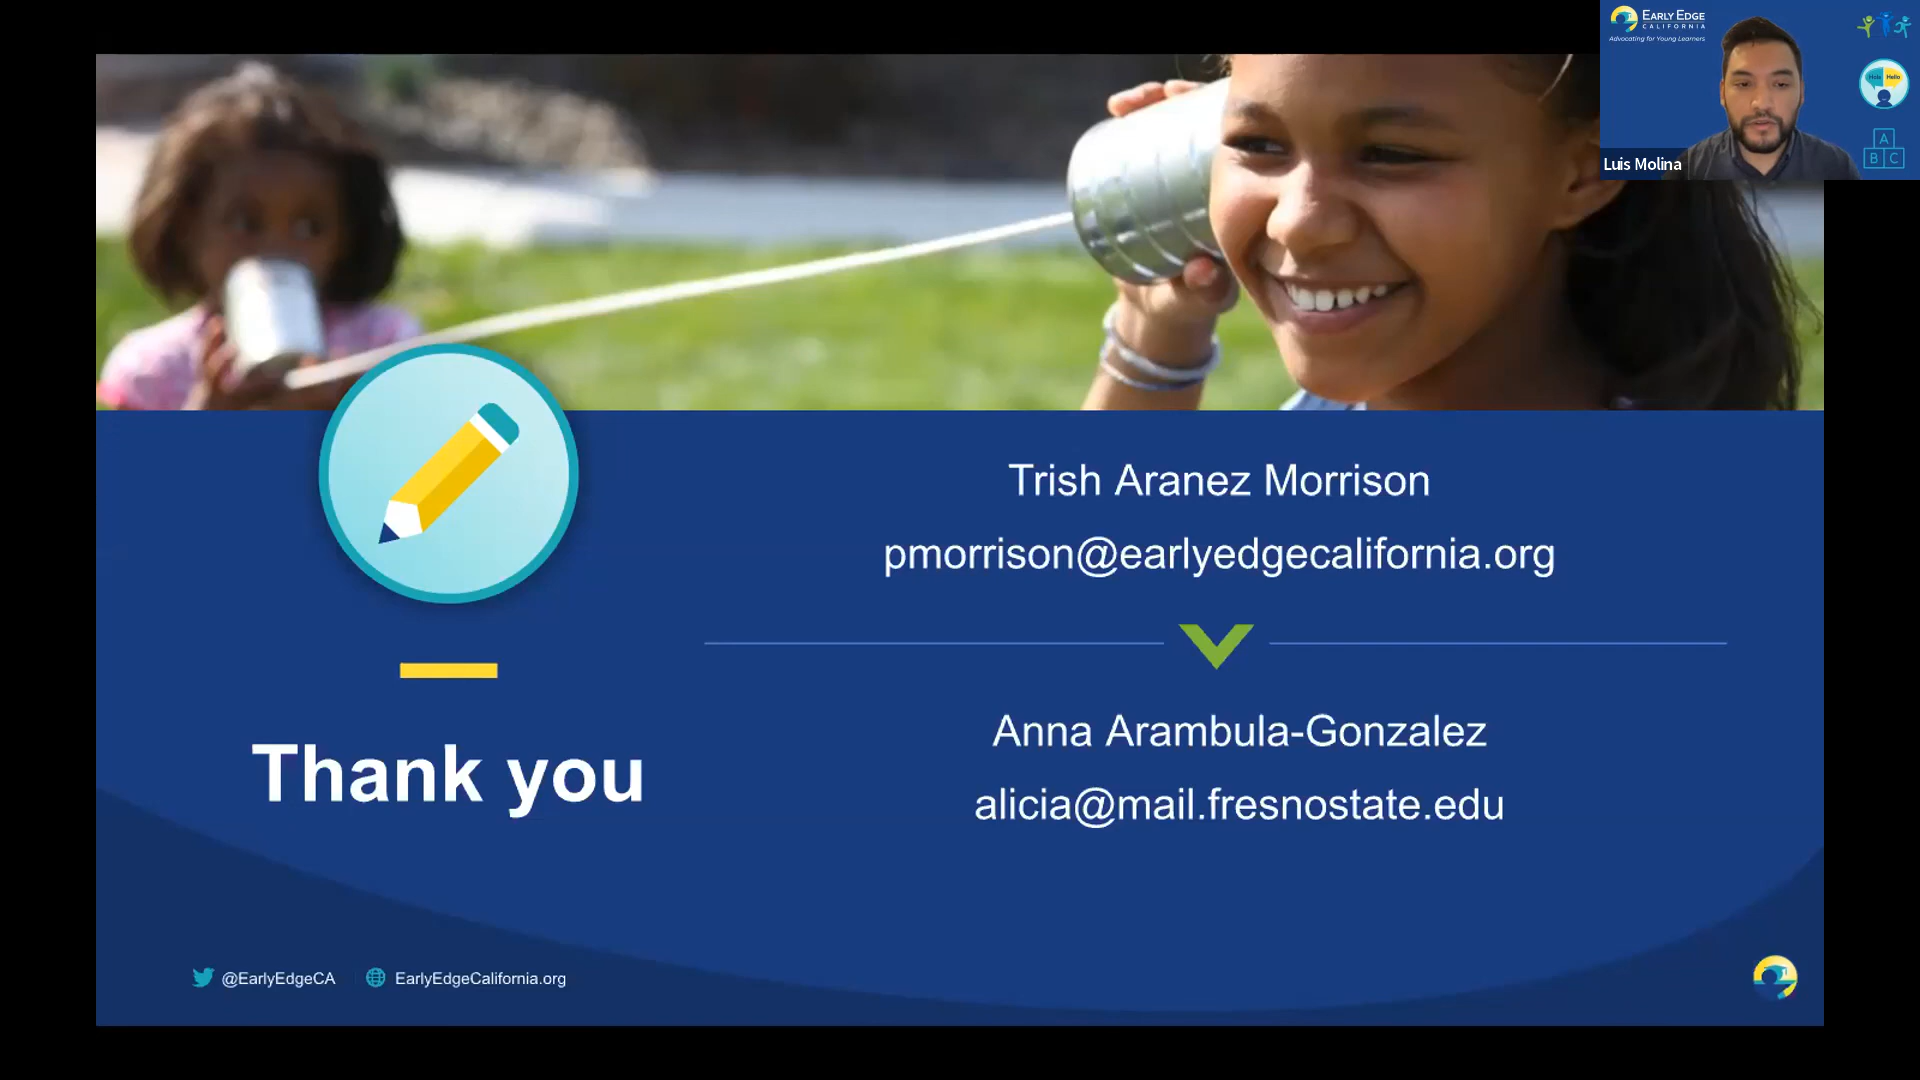 EARLY EDGE
CALIFORNIA
Advocating for Young Learners
Hello
A
B C
Luis Molina
Trish Aranez Morrison
pmorrison@earlyedgecalifornia.org
Anna Arambula-Gonzalez
alicia@mail.fresnostate.edu
Thank you
@EarlyEdgeCA
EarlyEdgeCalifornia.org